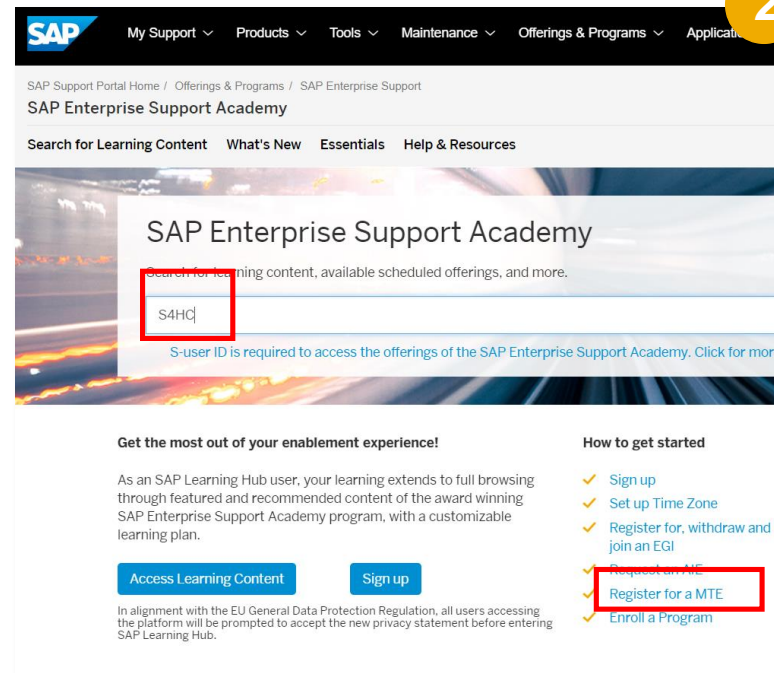 SAP My Support Products Tools Maintenance Offerings & Programs
2
SAP Support Portal Home / Offerings & Programs / SAP Enterprise Support
SAP Enterprise Support Academy
Search for Learning Content What's New Essentials Help & Resources
SAP Enterprise Support Academy
Search for learning content, available scheduled offerings, and more.
S4HC
S-user ID is required to access the offerings of the SAP Enterprise Support Academy. Click for mor
Get the most out of your enablement experience!
As an SAP Learning Hub user, your learning extends to full browsing
through featured and recommended content of the award winning
SAP Enterprise Support Academy program, with a customizable
learning plan.
Access Learning Content Sign up
In alignment with the EU General Data Protection Regulation, all users accessing
the platform will be prompted to accept the new privacy statement before entering
SAP Learning Hub.
How to get started
Sign up
Set up Time Zone
Register for, withdraw and
join an EGI
Request an AIE
Register for a MTE
Enroll a Program